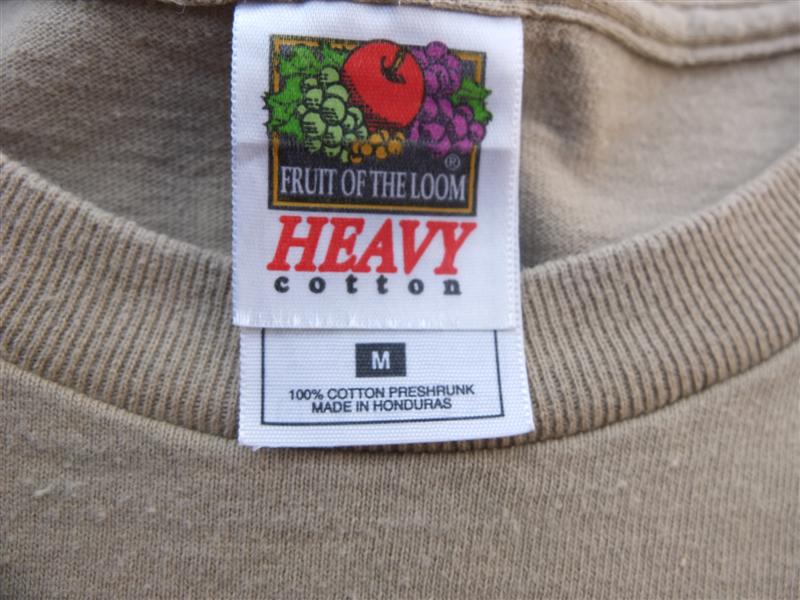 ®
FRUIT OF THE LOOM
HEAVY
cotton
M
100% COTTON PRESHRUNK
MADE IN HONDURAS